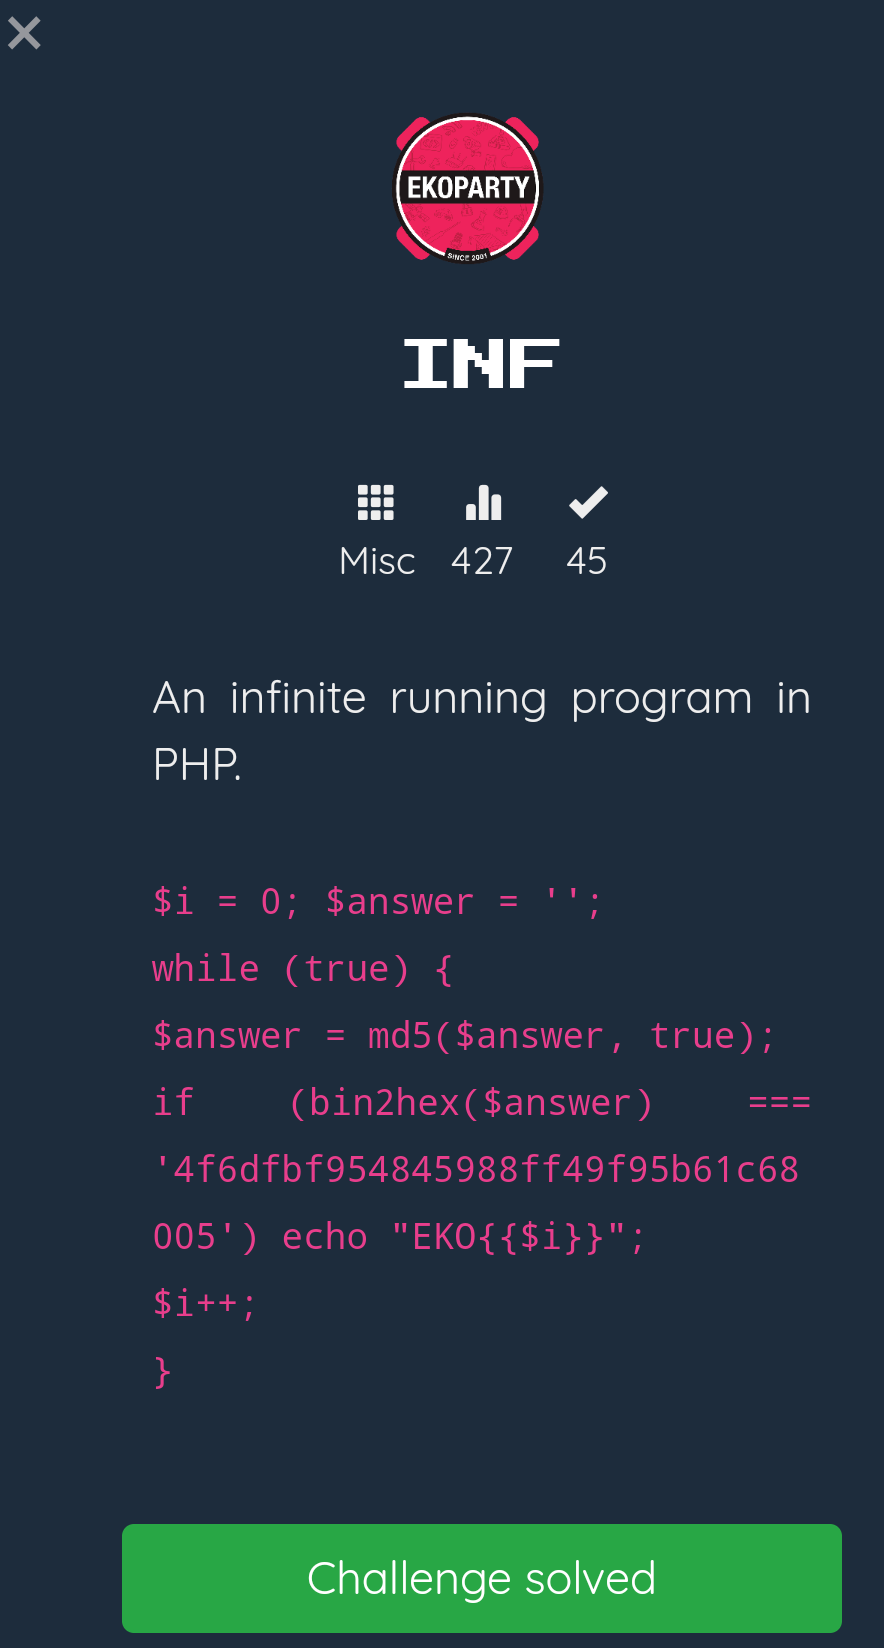 EKOPARTY
SINCE 2001
INF
Misc 427 45
An infinite running program in
PHP.
$i = 0; $answer = '';
while (true) {
$answer = md5($answer, true);
if (bin2hex($answer) ===
'4f6dfbf954845988ff49f95b61c68
005') echo "EKO{{$i}}";
$i++;
}
Challenge solved